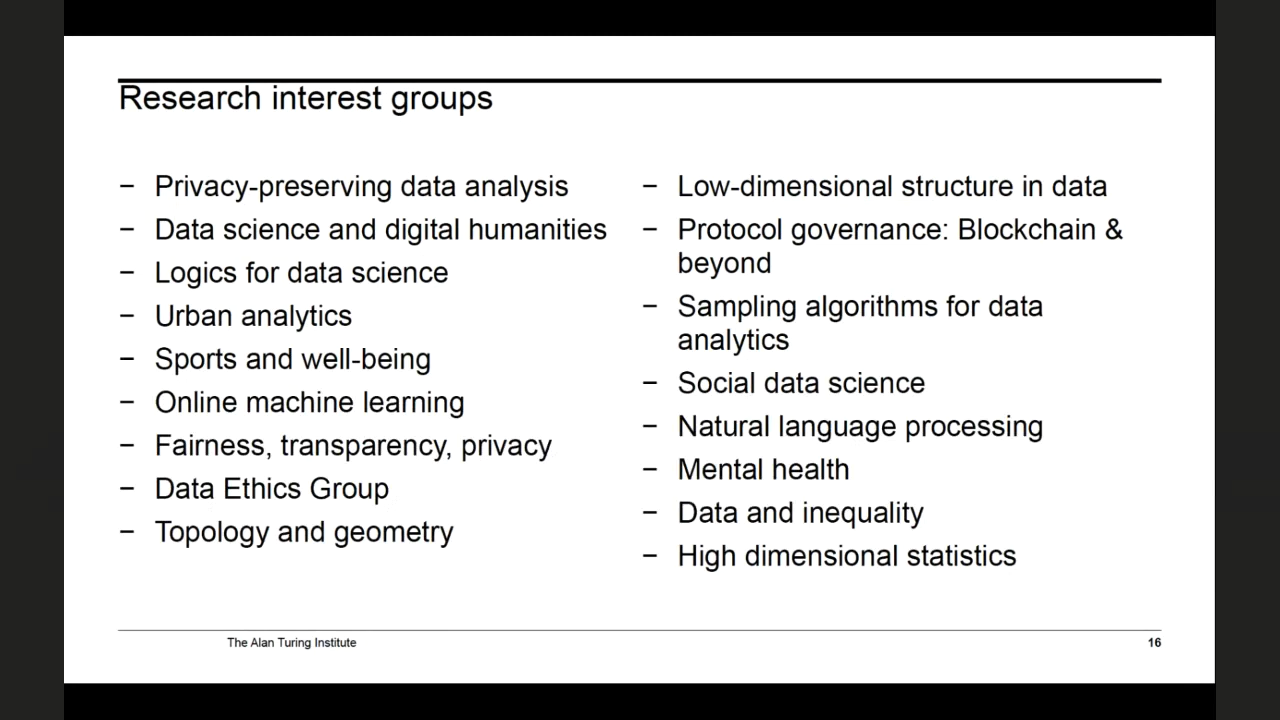 Research interest groups
− Privacy-preserving data analysis
− Data science and digital humanities
− Logics for data science
− Urban analytics
− Sports and well-being
− Online machine learning
− Fairness, transparency, privacy
− Data Ethics Group
− Topology and geometry
− Low-dimensional structure in data
− Protocol governance: Blockchain &
beyond
− Sampling algorithms for data
analytics
− Social data science
− Natural language processing
− Mental health
− Data and inequality
− High dimensional statistics
The Alan Turing Institute
16